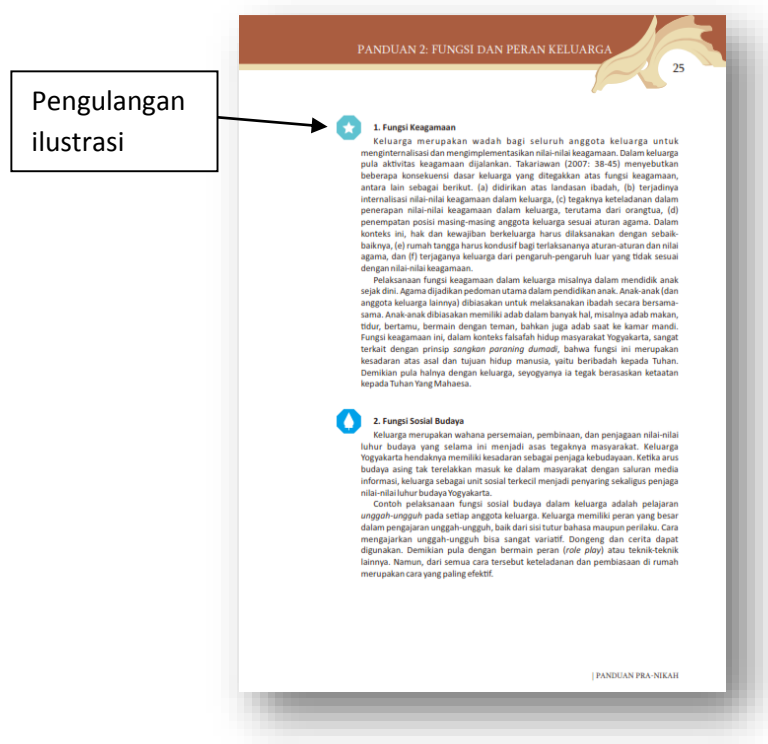 Pengulangan
ilustrasi
PANDUAN 2: FUNGSI DAN PERAN KELUARGA
25
1. Fungsi Keagamaan
Keluarga merupakan wadah bagi seluruh anggota keluarga untuk
menginternalisasi dan mengimplementasikan nilai-nilai keagamaan. Dalam keluarga
pula aktivitas keagamaan dijalankan. Takariawan (2007: 38-45) menyebutkan
beberapa konsekuensi dasar keluarga yang ditegakkan atas fungsi keagamaan,
antara lain sebagai berikut. (a) didirikan atas landasan ibadah, (b) terjadinya
internalisasi nilai-nilai keagamaan dalam keluarga, (c) tegaknya keteladanan dalam
penerapan nilai-nilai keagamaan dalam keluarga, terutama dari orangtua, (d)
penempatan posisi masing-masing anggota keluarga sesuai aturan agama. Dalam
konteks ini, hak dan kewajiban berkeluarga harus dilaksanakan dengan sebaik-
baiknya, (e) rumah tangga harus kondusif bagi terlaksananya aturan-aturan dan nilai
agama, dan (f) terjaganya keluarga dari pengaruh-pengaruh luar yang tidak sesuai
dengan nilai-nilai keagamaan.
Pelaksanaan fungsi keagamaan dalam keluarga misalnya dalam mendidik anak
sejak dini. Agama dijadikan pedoman utama dalam pendidikan anak. Anak-anak (dan
anggota keluarga lainnya) dibiasakan untuk melaksanakan ibadah secara bersama-
sama. Anak-anak dibiasakan memiliki adab dalam banyak hal, misalnya adab makan,
tidur, bertamu, bermain dengan teman, bahkan juga adab saat ke kamar mandi.
Fungsi keagamaan ini, dalam konteks falsafah hidup masyarakat Yogyakarta, sangat
terkait dengan prinsip sangkan paraning dumadi, bahwa fungsi ini merupakan
kesadaran atas asal dan tujuan hidup manusia, yaitu beribadah kepada Tuhan.
Demikian pula halnya dengan keluarga, seyogyanya ia tegak berasaskan ketaatan
kepada Tuhan Yang Mahaesa.
2. Fungsi Sosial Budaya
Keluarga merupakan wahana persemaian, pembinaan, dan penjagaan nilai-nilai
luhur budaya yang selama ini menjadi asas tegaknya masyarakat. Keluarga
Yogyakarta hendaknya memiliki kesadaran sebagai penjaga kebudayaan. Ketika arus
budaya asing tak terelakkan masuk ke dalam masyarakat dengan saluran media
informasi, keluarga sebagai unit sosial terkecil menjadi penyaring sekaligus penjaga
nilai-nilai luhur budaya Yogyakarta.
Contoh pelaksanaan fungsi sosial budaya dalam keluarga adalah pelajaran
unggah-ungguh pada setiap anggota keluarga. Keluarga memiliki peran yang besar
dalam pengajaran unggah-ungguh, baik dari sisi tutur bahasa maupun perilaku. Cara
mengajarkan unggah-ungguh bisa sangat variatif. Dongeng dan cerita dapat
digunakan. Demikian pula dengan bermain peran (role play) atau teknik-teknik
lainnya. Namun, dari semua cara tersebut keteladanan dan pembiasaan di rumah
merupakan cara yang paling efektif.
| PANDUAN PRA-NIKAH